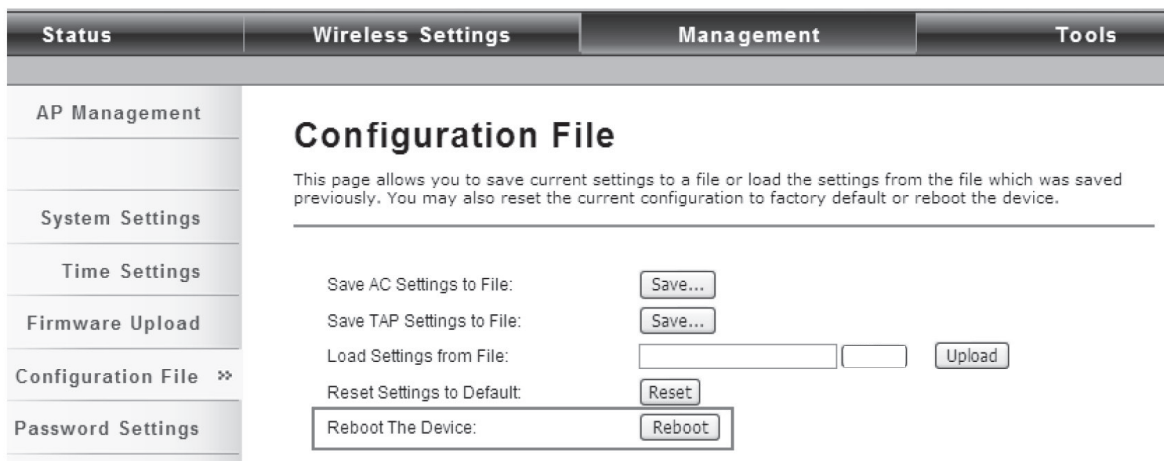 Status Wireless Settings Management Tools
AP Management
System Settings
Time Settings
Firmware Upload
Configuration File »
Password Settings
Configuration File
This page allows you to save current settings to a file or load the settings from the file which was saved
previously. You may also reset the current configuration to factory default or reboot the device.
Save AC Settings to File: Save...
Save TAP Settings to File: Save...
Load Settings from File: Upload
Reset Settings to Default: Reset
Reboot The Device: Reboot